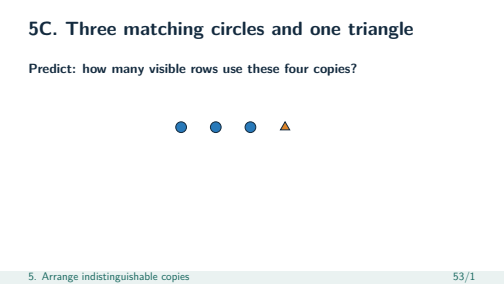 5C. Three matching circles and one triangle
Predict: how many visible rows use these four copies?
5. Arrange indistinguishable copies
53/1